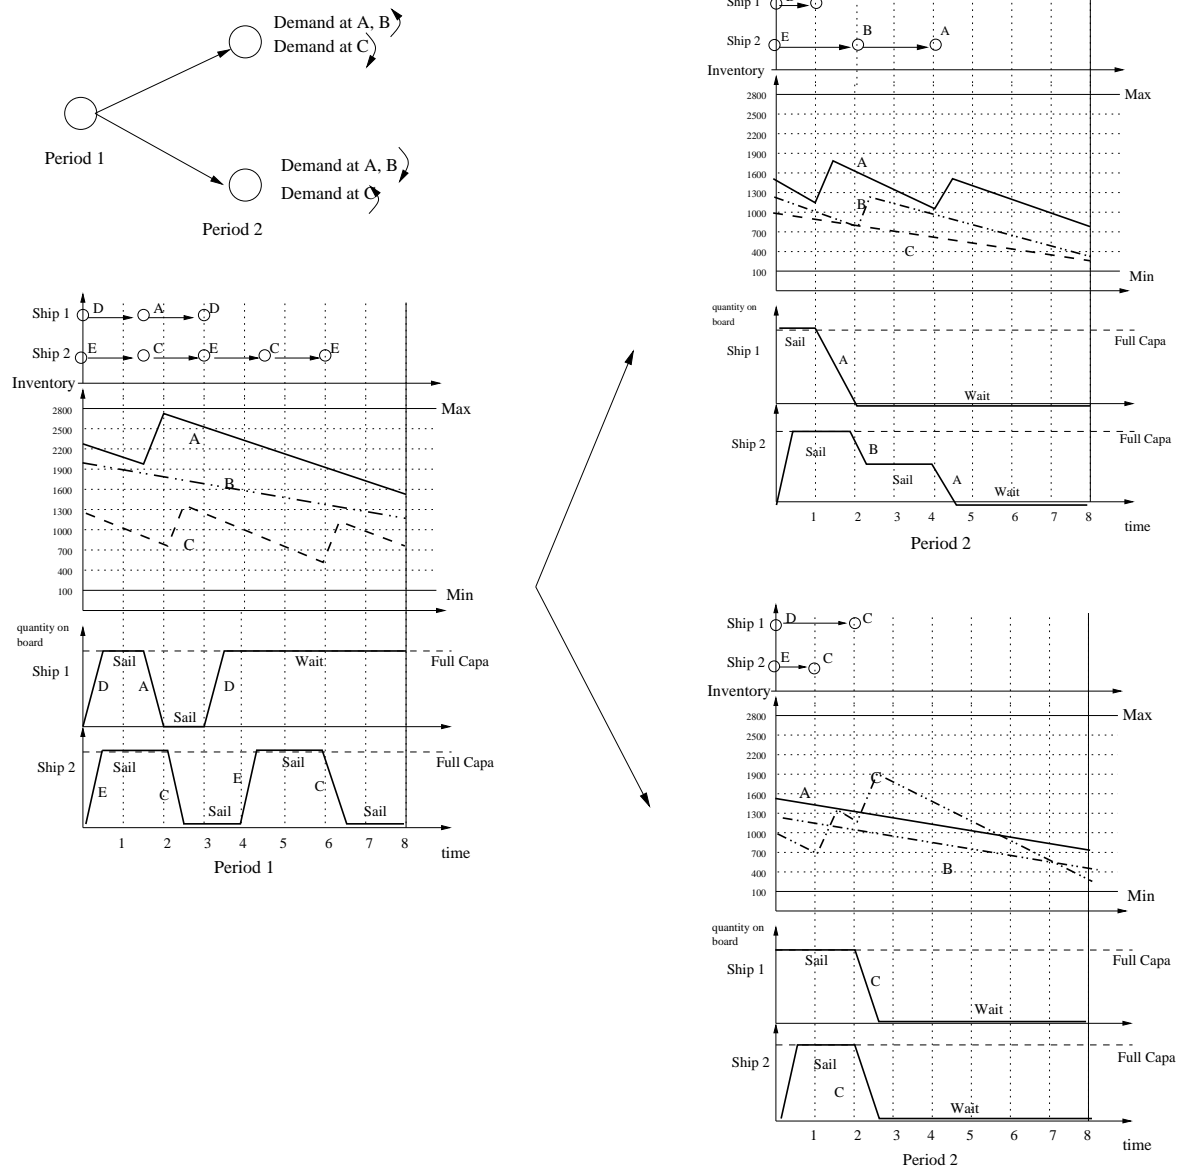 Demand at A, B
Demand at C
Period 1
Demand at A, B
Demand at C
Period 2
Ship 1 D A D
Ship 2 E C E C E
Inventory
2800 Max
2500
2200 A
1900
1600 B
1300
1000
700 C
400
100 Min
quantity on
board
Ship 1 Sail Wait Full Capa
D A D
Sail
Ship 2 Sail Sail Full Capa
E C E C
Sail Sail
1 2 3 4 5 6 7 8
time
Period 1
Ship 1
Ship 2 E B A
Inventory
2800 Max
2500
2200
1900 A
1600
1300 B
1000
700
400 C
100 Min
quantity on
board
Ship 1 Sail Full Capa
A
Wait
Ship 2 Full Capa
Sail B
Sail A
Wait
1 2 3 4 5 6 7 8
time
Period 2
Ship 1 D C
Ship 2 E C
Inventory
2800 Max
2500
2200
1900 C
1600 A
1300
1000
700
400 B
100 Min
quantity on
board
Ship 1 Sail Full Capa
C
Wait
Ship 2 Full Capa
Sail
C
Wait
1 2 3 4 5 6 7 8
time
Period 2